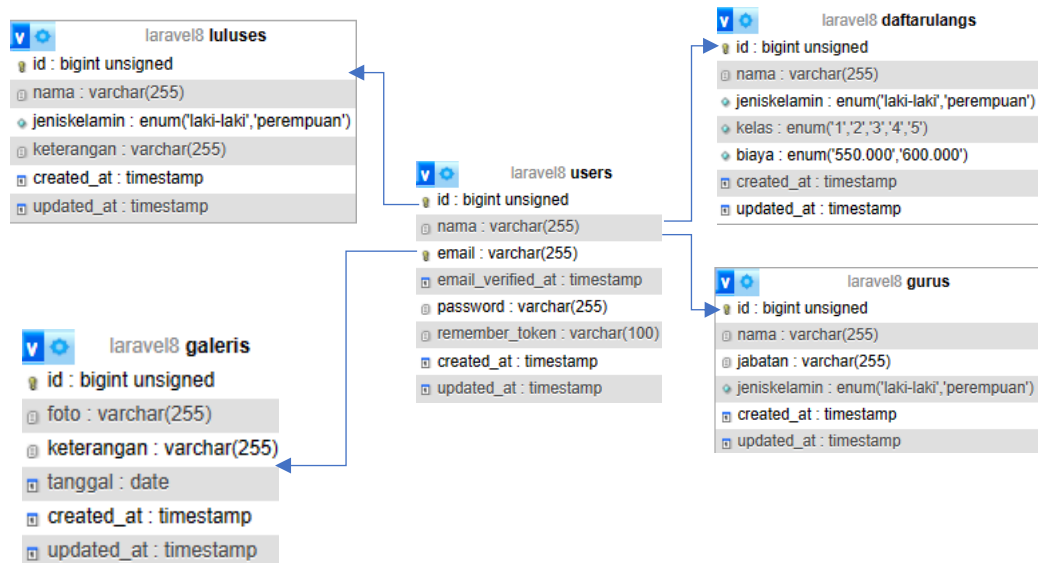 laravel8 luluses
id : bigint unsigned
nama : varchar(255)
jeniskelamin : enum('laki-laki','perempuan')
keterangan : varchar(255)
created_at : timestamp
updated_at : timestamp
laravel8 users
id : bigint unsigned
nama : varchar(255)
email : varchar(255)
email_verified_at : timestamp
password : varchar(255)
remember_token : varchar(100)
created_at : timestamp
updated_at : timestamp
laravel8 daftarulangs
id : bigint unsigned
nama : varchar(255)
jeniskelamin : enum('laki-laki','perempuan')
kelas : enum('1','2','3','4','5')
biaya : enum('550.000','600.000')
created_at : timestamp
updated_at : timestamp
laravel8 gurus
id : bigint unsigned
nama : varchar(255)
jabatan : varchar(255)
jeniskelamin : enum('laki-laki','perempuan')
created_at : timestamp
updated_at : timestamp
laravel8 galeris
id : bigint unsigned
foto : varchar(255)
keterangan : varchar(255)
tanggal : date
created_at : timestamp
updated_at : timestamp